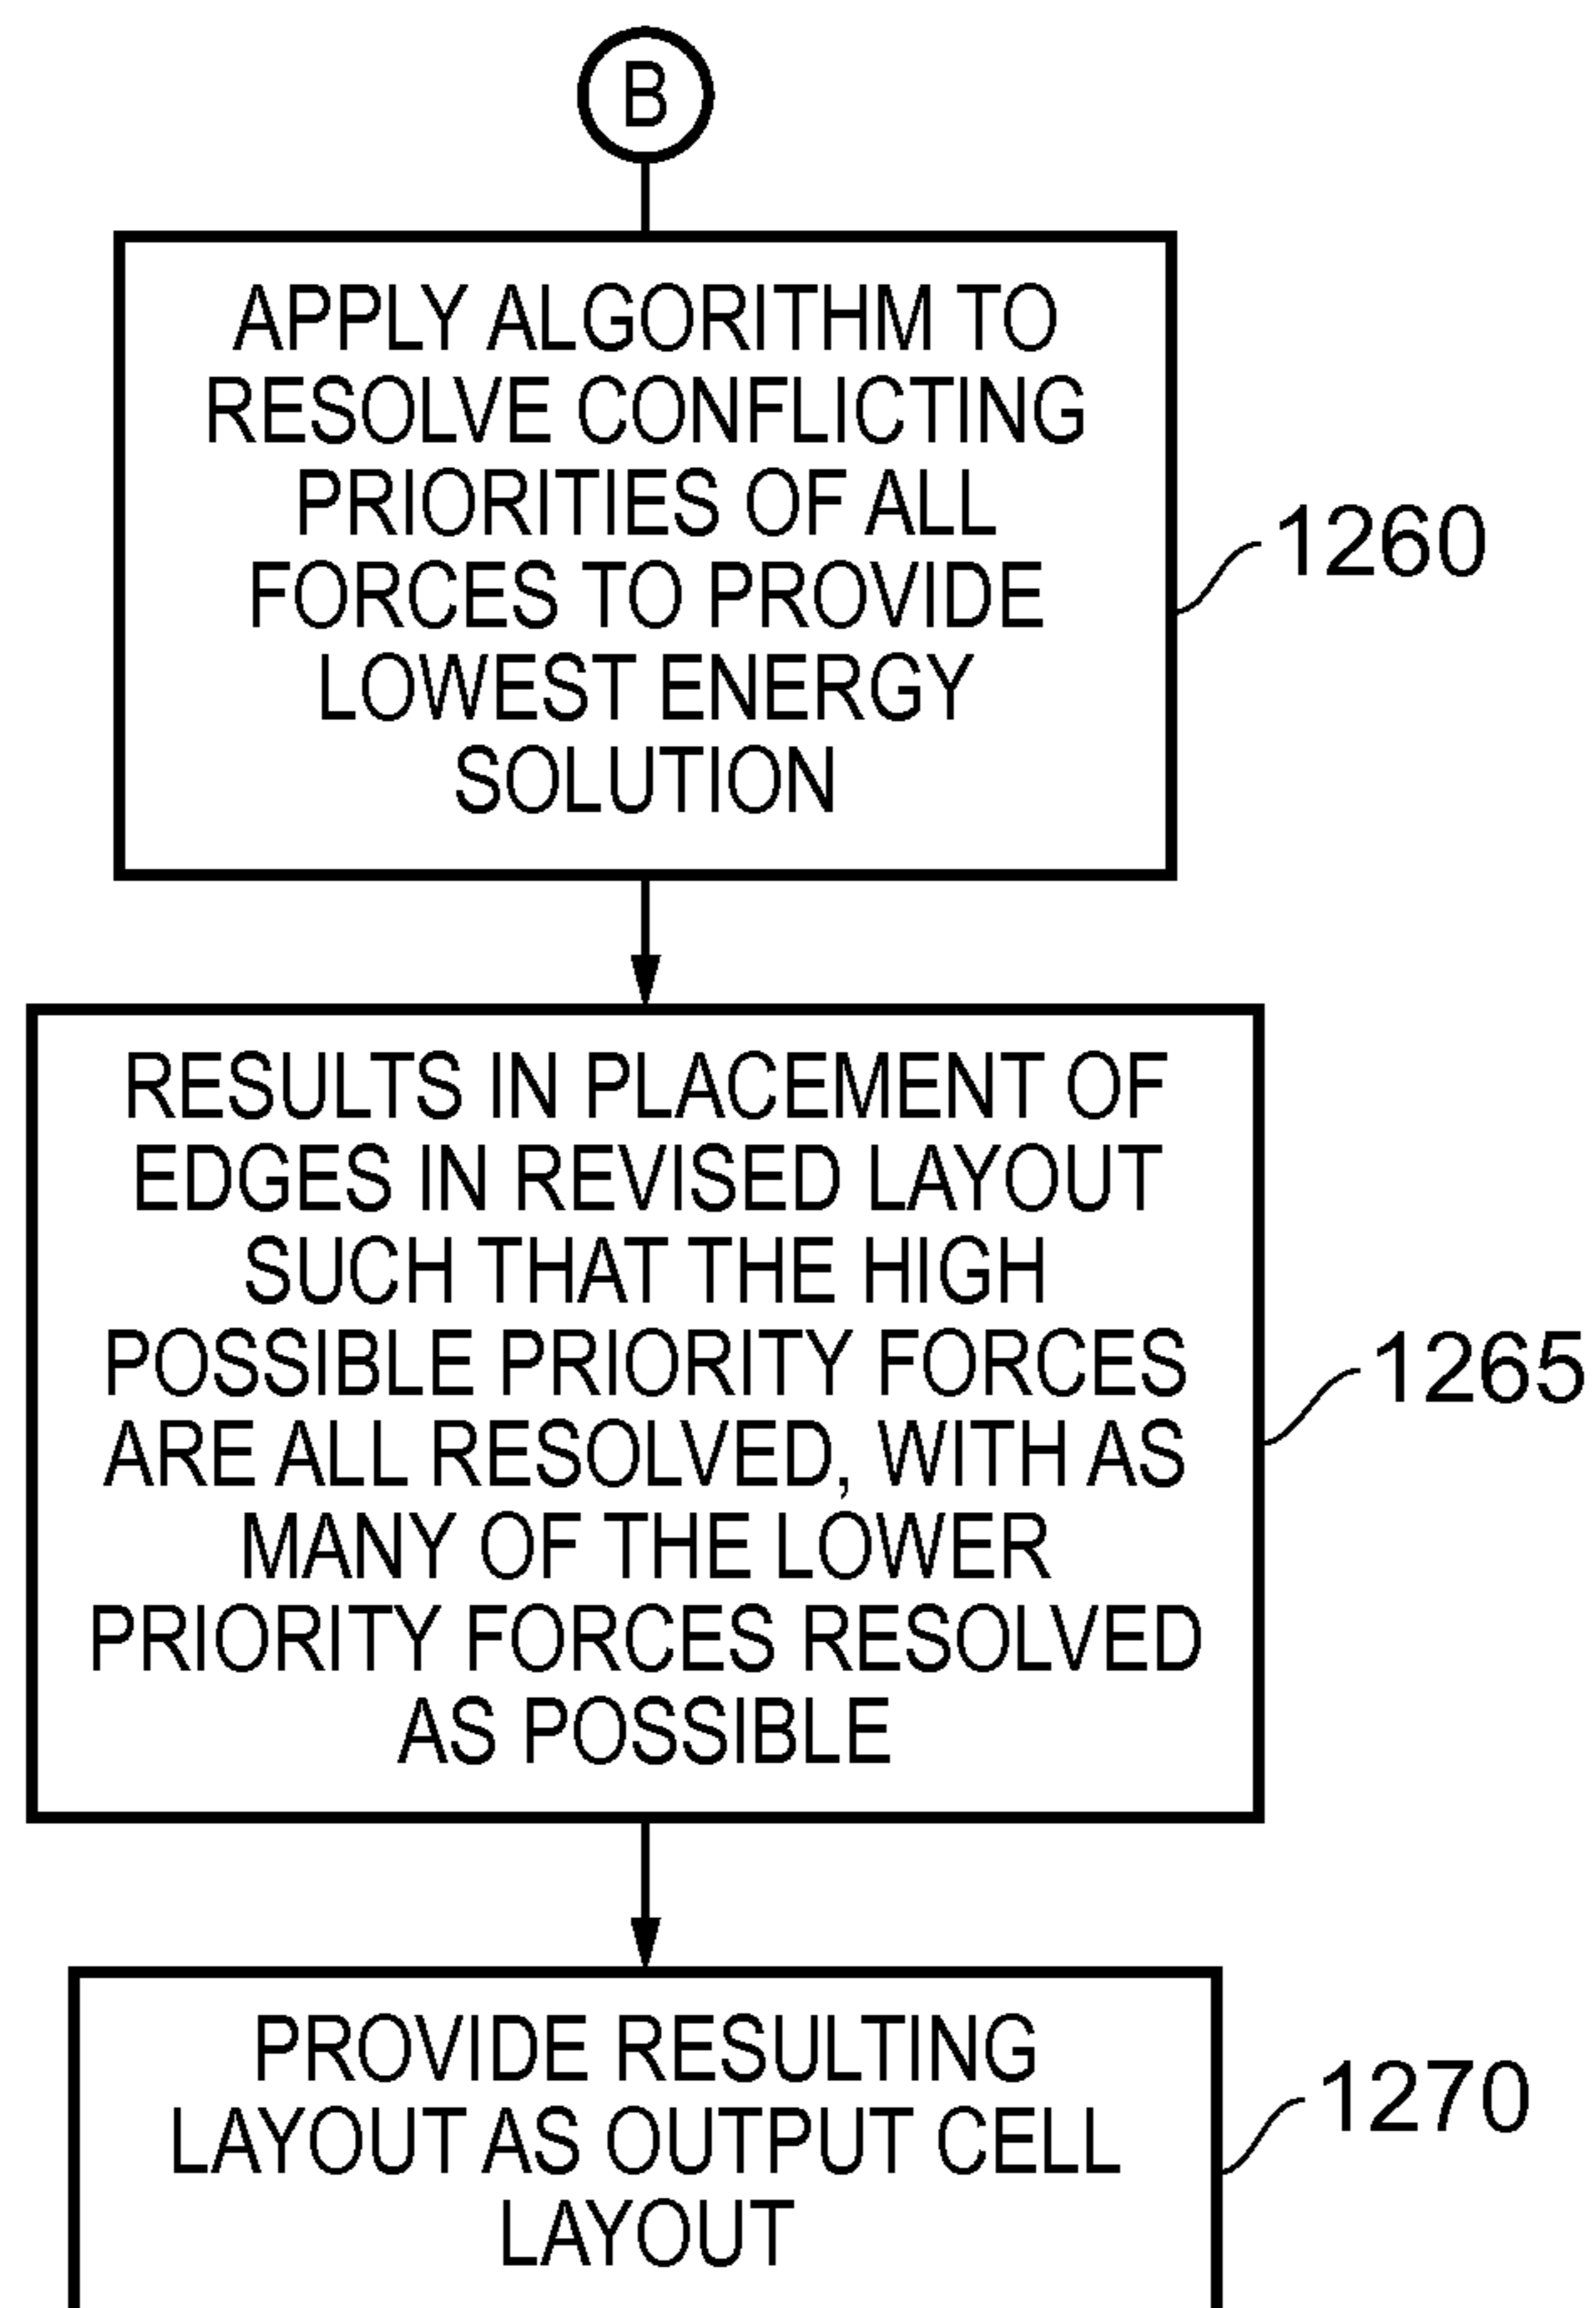 B
APPLY ALGORITHM TO
RESOLVE CONFLICTING
PRIORITIES OF ALL
FORCES TO PROVIDE
LOWEST ENERGY
SOLUTION
1260
RESULTS IN PLACEMENT OF
EDGES IN REVISED LAYOUT
SUCH THAT THE HIGH
POSSIBLE PRIORITY FORCES
ARE ALL RESOLVED, WITH AS
MANY OF THE LOWER
PRIORITY FORCES RESOLVED
AS POSSIBLE
1265
PROVIDE RESULTING
LAYOUT AS OUTPUT CELL
LAYOUT
1270